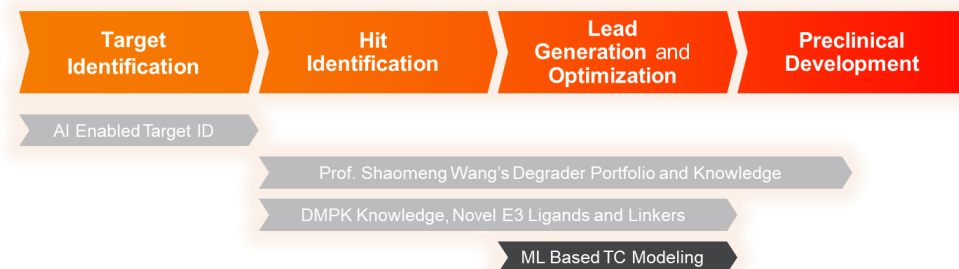 Target
Identification
Hit
Identification
Lead
Generation and
Optimization
Preclinical
Development
AI Enabled Target ID
Prof. Shaomeng Wang's Degrader Portfolio and Knowledge
DMPK Knowledge, Novel E3 Ligands and Linkers
ML Based TC Modeling